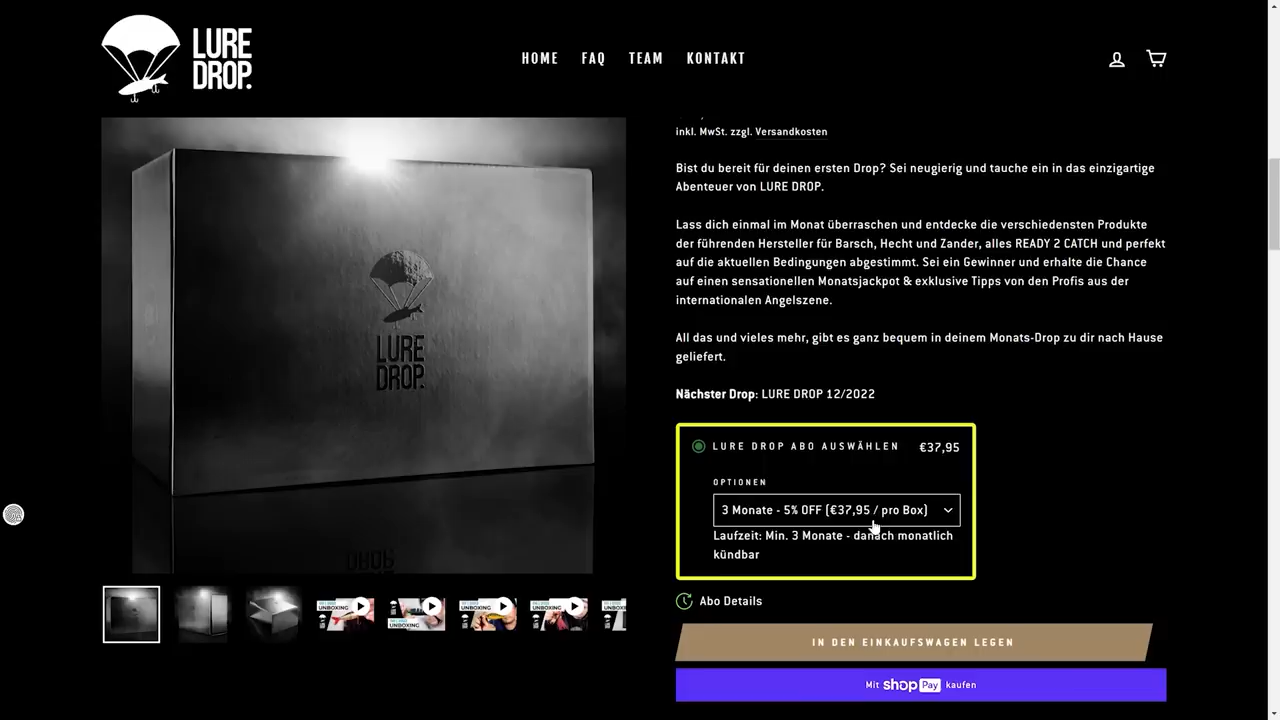 LURE
DROP.
HOME FAQ TEAM KONTAKT
inkl. MwSt. zzgl. Versandkosten
Bist du bereit für deinen ersten Drop? Sei neugierig und tauche ein in das einzigartige
Abenteuer von LURE DROP.
Lass dich einmal im Monat überraschen und entdecke die verschiedensten Produkte
der führenden Hersteller für Barsch, Hecht und Zander, alles READY 2 CATCH und perfekt
auf die aktuellen Bedingungen abgestimmt. Sei ein Gewinner und erhalte die Chance
auf einen sensationellen Monatsjackpot & exklusive Tipps von den Profis aus der
internationalen Angelszene.
All das und vieles mehr, gibt es ganz bequem in deinem Monats-Drop zu dir nach Hause
geliefert.
Nächster Drop: LURE DROP 12/2022
LURE DROP ABO AUSWÄHLEN €37,95
OPTIONEN
3 Monate - 5% OFF (€37,95 / pro Box)
Laufzeit: Min. 3 Monate - danach monatlich
kündbar
Abo Details
IN DEN EINKAUFSWAGEN LEGEN
Mit shop Pay kaufen
LURE
DROP.
UNBOXING
UNBOXING
UNBOXING
UNBOXING